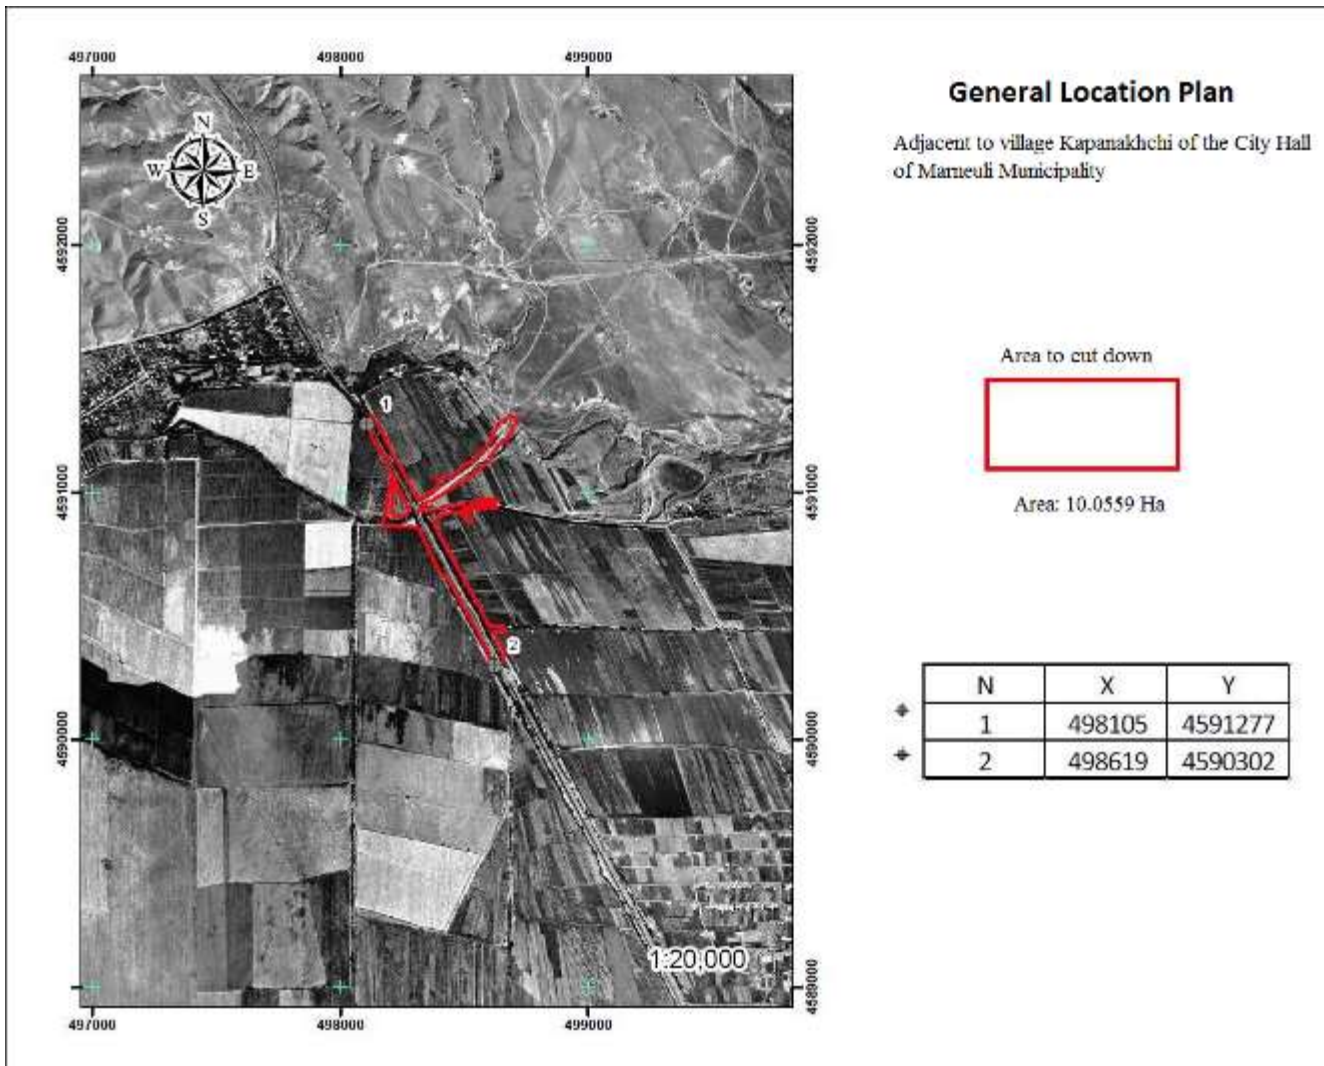 497000 498000 499000
General Location Plan
Adjacent to village Kapanakhchi of the City Hall
of Marneuli Municipality
N
W E
S
4592000 4592000
Area to cut down
1
4591000 4591000
Area: 10.0559 Ha
2
N X Y
1 498105 4591277
2 498619 4590302
4590000 4590000
1:20,000
4589000 4589000
497000 498000 499000